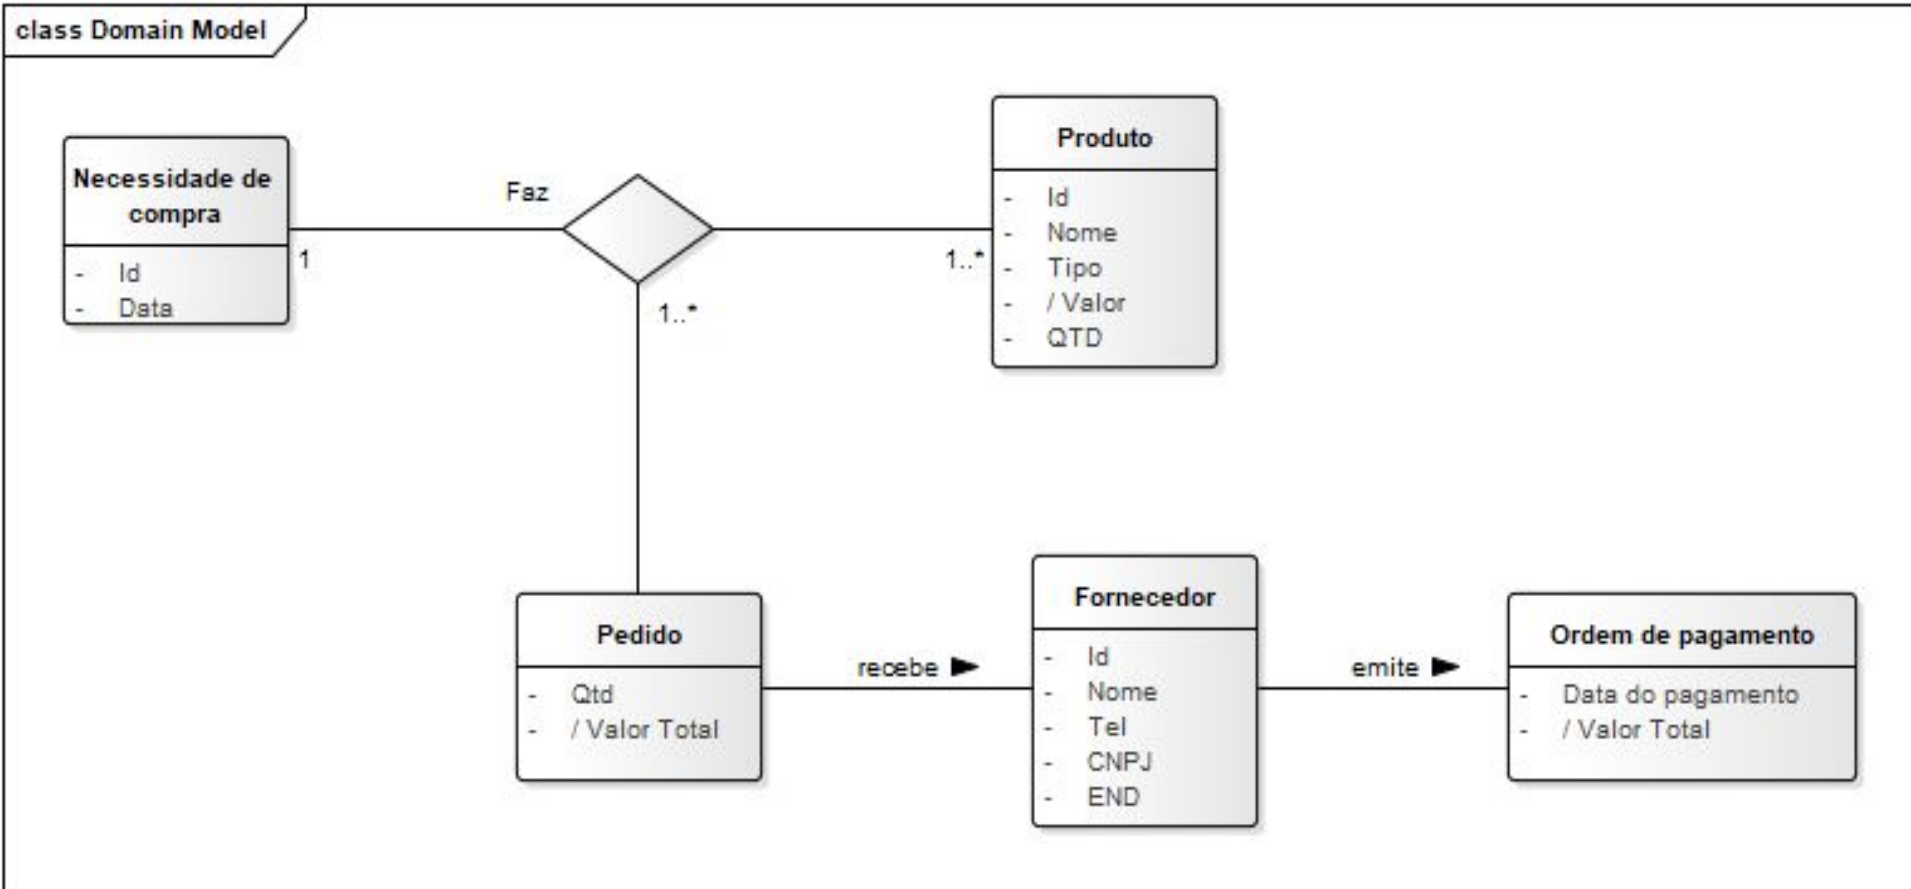 class Domain Model
Necessidade de
compra
- Id
- Data
1
Faz
1..*
1..*
Produto
- Id
- Nome
- Tipo
- / Valor
- QTD
Pedido
- Qtd
- / Valor Total
recebe
Fornecedor
- Id
- Nome
- Tel
- CNPJ
- END
emite
Ordem de pagamento
- Data do pagamento
- / Valor Total